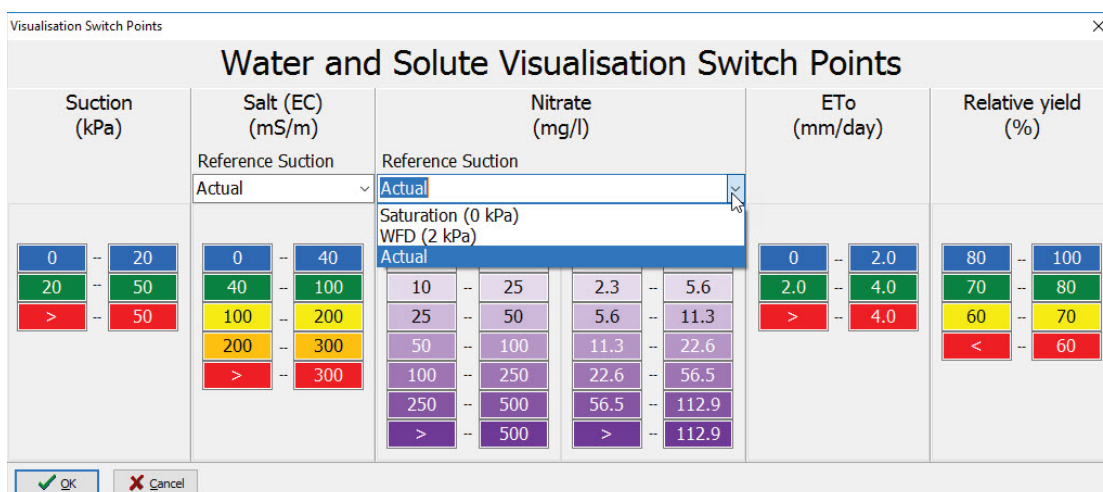 Visualisation Switch Points
Water and Solute Visualisation Switch Points
Suction
(kPa)
Salt (EC)
(mS/m)
Nitrate
(mg/l)
ETo
(mm/day)
Relative yield
(%)
Reference Suction
Reference Suction
Actual
Actual
Saturation (0 kPa)
WFD (2 kPa)
Actual
0 -- 20
0 -- 40
0 -- 2.0
80 -- 100
20 -- 50
40 -- 100
10 -- 25
2.3 -- 5.6
2.0 -- 4.0
70 -- 80
> -- 50
100 -- 200
25 -- 50
5.6 -- 11.3
> -- 4.0
60 -- 70
200 -- 300
50 -- 100
11.3 -- 22.6
< -- 60
> -- 300
100 -- 250
22.6 -- 56.5
250 -- 500
56.5 -- 112.9
> -- 500
> -- 112.9
OK
Cancel